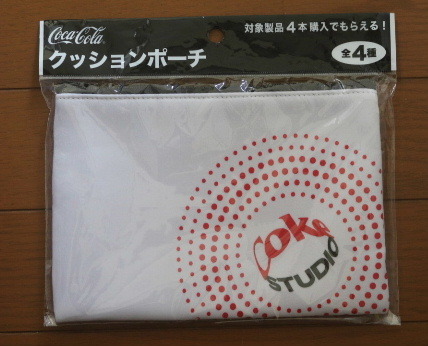 Coca-Cola
クッションポーチ
対象製品4本購入でもらえる!
全4種
Coke
STUDIO